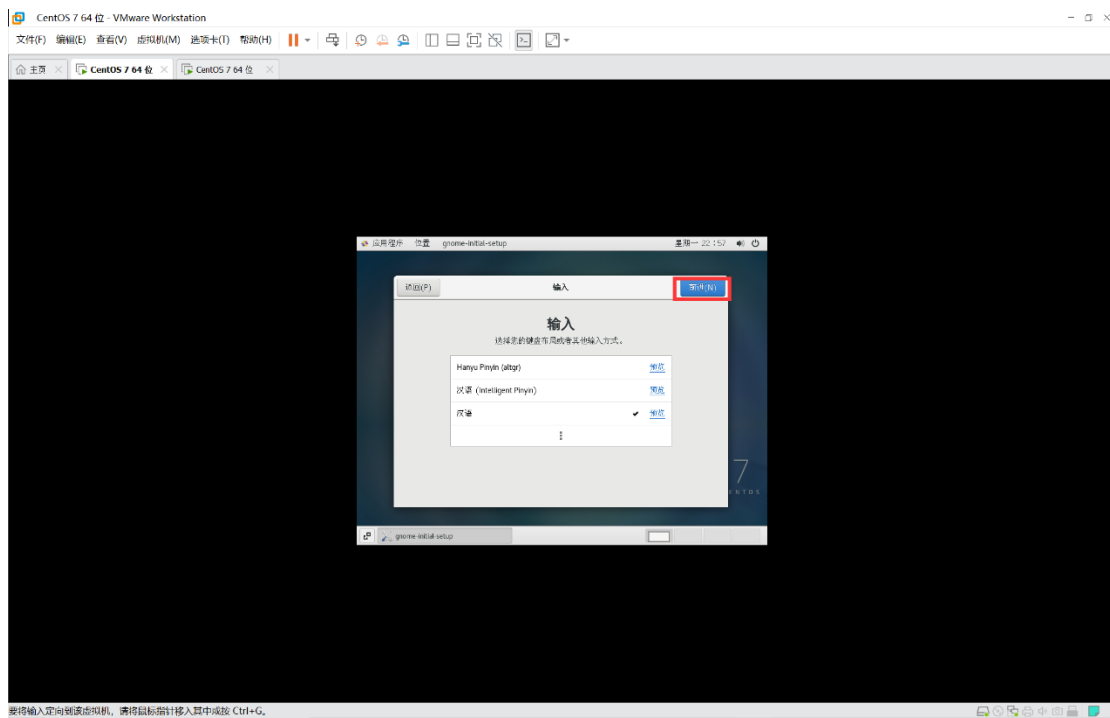 CentOS 7 64 位 - VMware Workstation
文件(F) 编辑(E) 查看(V) 虚拟机(M) 选项卡(T) 帮助(H)
主页 CentOS 7 64 位 CentOS 7 64 位
应用程序 位置 gnome-initial-setup 星期一 22:57
返回(P) 输入 前进(N)
输入
选择您的键盘布局或者其他输入方式。
Hanyu Pinyin (altgr) 预览
汉语 (Intelligent Pinyin) 预览
汉语 预览
7
ENTOS
gnome-initial-setup
要将输入定向到该虚拟机，请将鼠标指针移入其中或按 Ctrl+G。